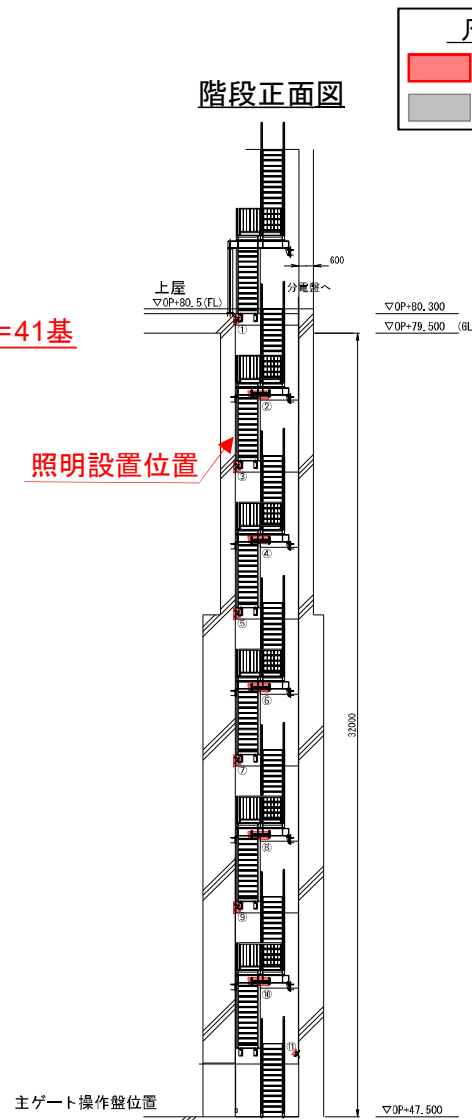 階段正面図
600
上屋
▽OP+80.5(FL)
分電盤へ
▽OP+80.300
▽OP+79.500 (GL
①
=41基
②
照明設置位置
③
④
⑤
⑥
32000
⑦
⑧
⑨
⑩
⑪
主ゲート操作盤位置
▽OP+47.500